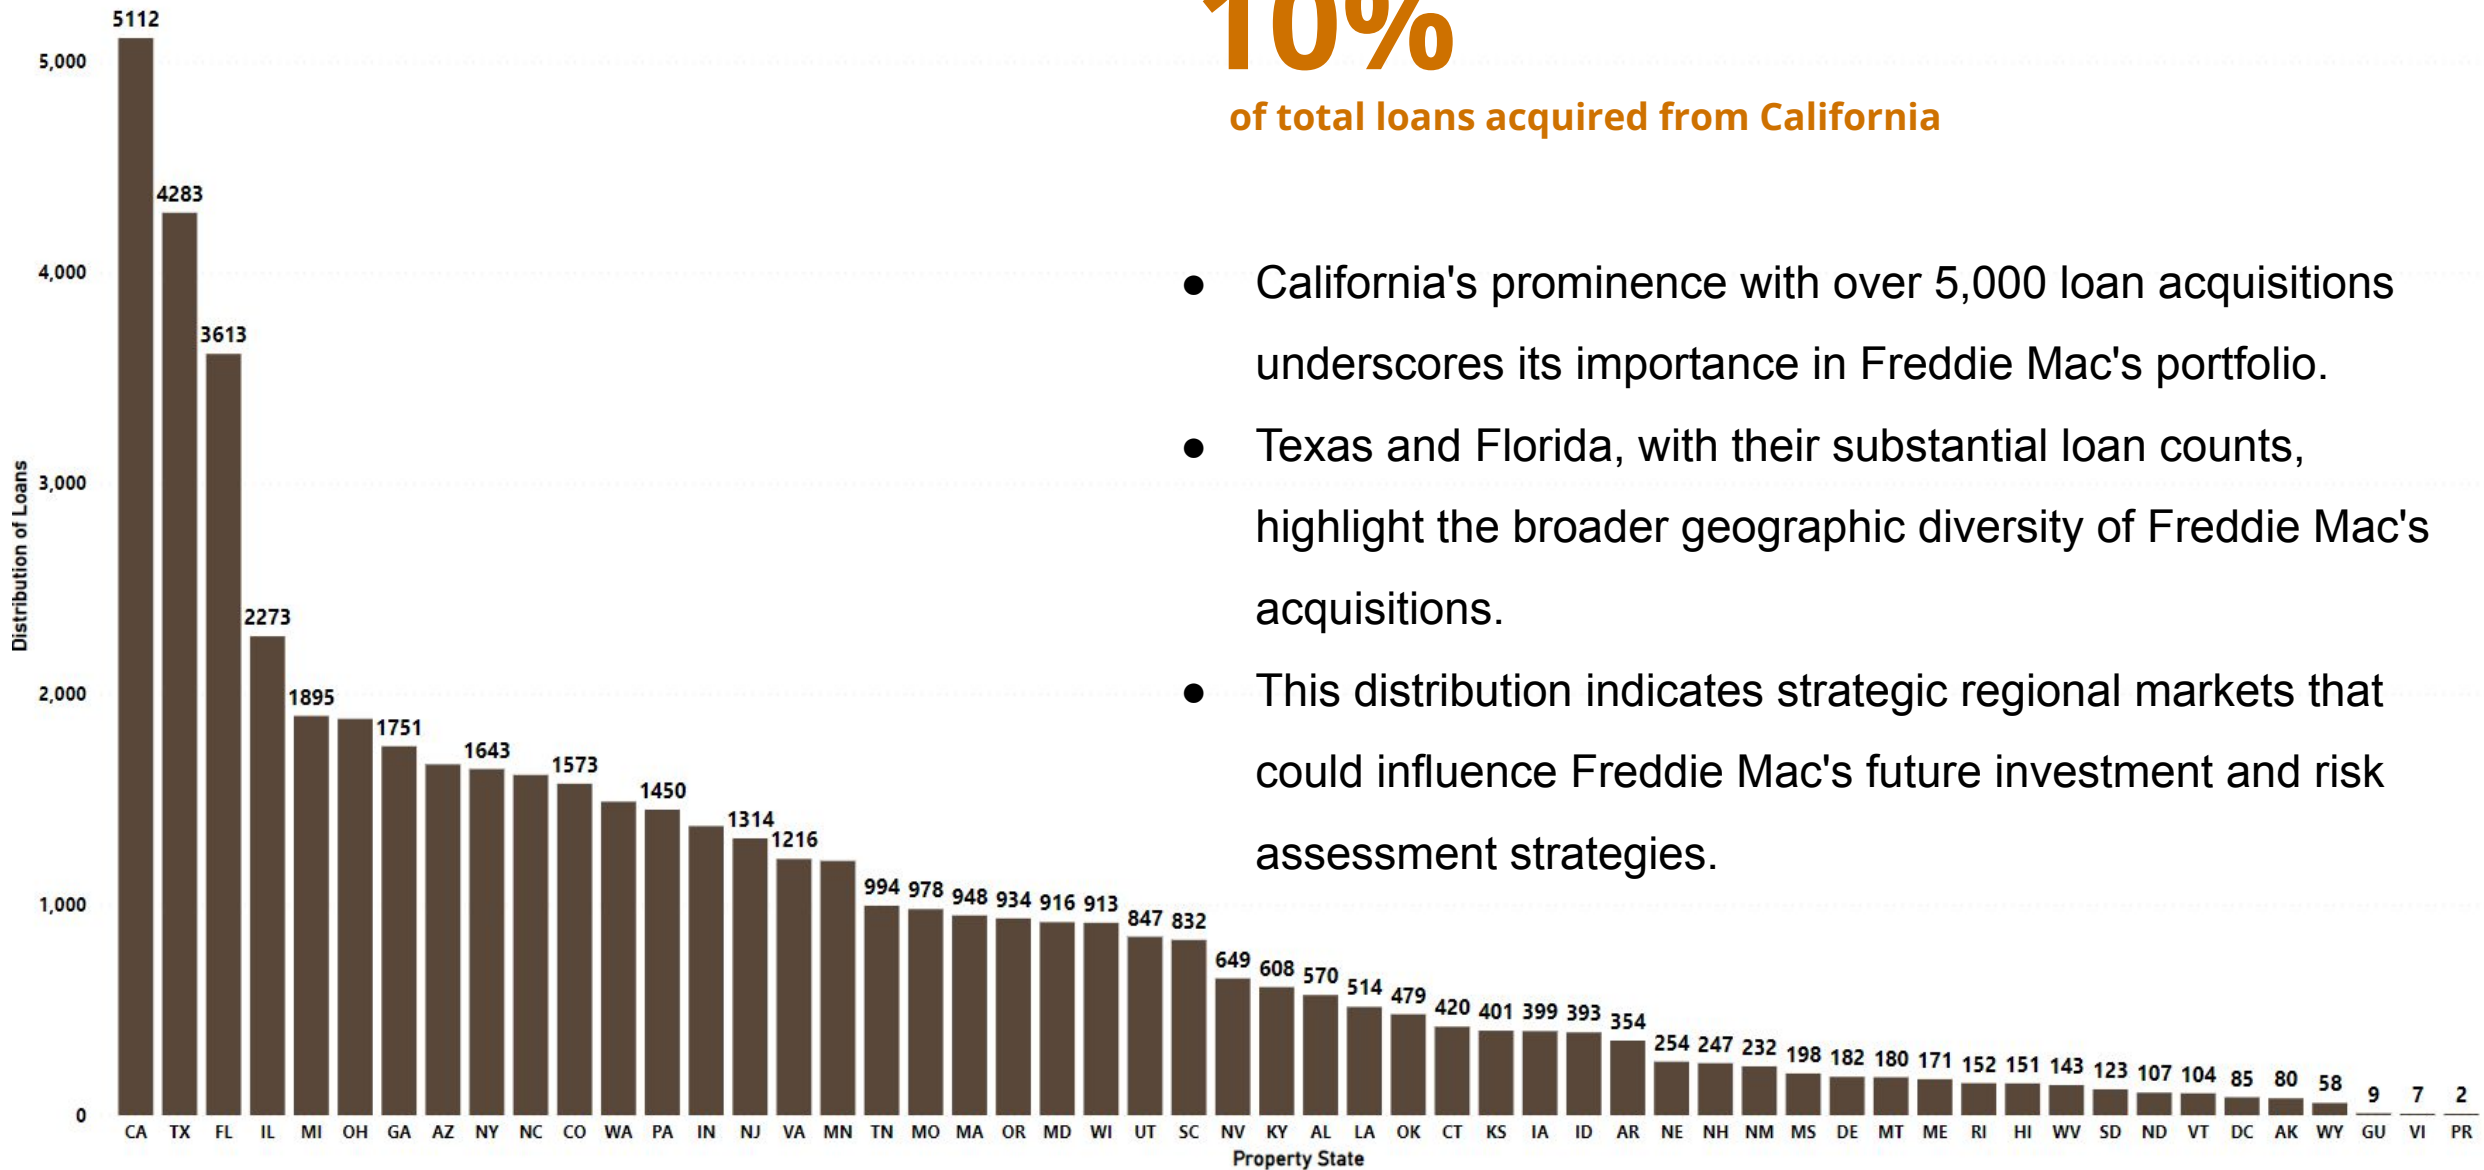 10%
of total loans acquired from California
● California's prominence with over 5,000 loan acquisitions
underscores its importance in Freddie Mac's portfolio.
● Texas and Florida, with their substantial loan counts,
highlight the broader geographic diversity of Freddie Mac's
acquisitions.
● This distribution indicates strategic regional markets that
could influence Freddie Mac's future investment and risk
assessment strategies.
Distribution of Loans
5,000
4,000
3,000
2,000
1,000
0
5112
4283
3613
2273
1895
1751
1643
1573
1450
1314
1216
994 978 948 934 916 913 847 832
649 608 570 514 479 420 401 399 393 354
254 247 232 198 182 180 171 152 151 143 123 107 104 85 80 58 9 7 2
CA TX FL IL MI OH GA AZ NY NC CO WA PA IN NJ VA MN TN MO MA OR MD WI UT SC NV KY AL LA OK CT KS IA ID AR NE NH NM MS DE MT ME RI HI WV SD ND VT DC AK WY GU VI PR
Property State